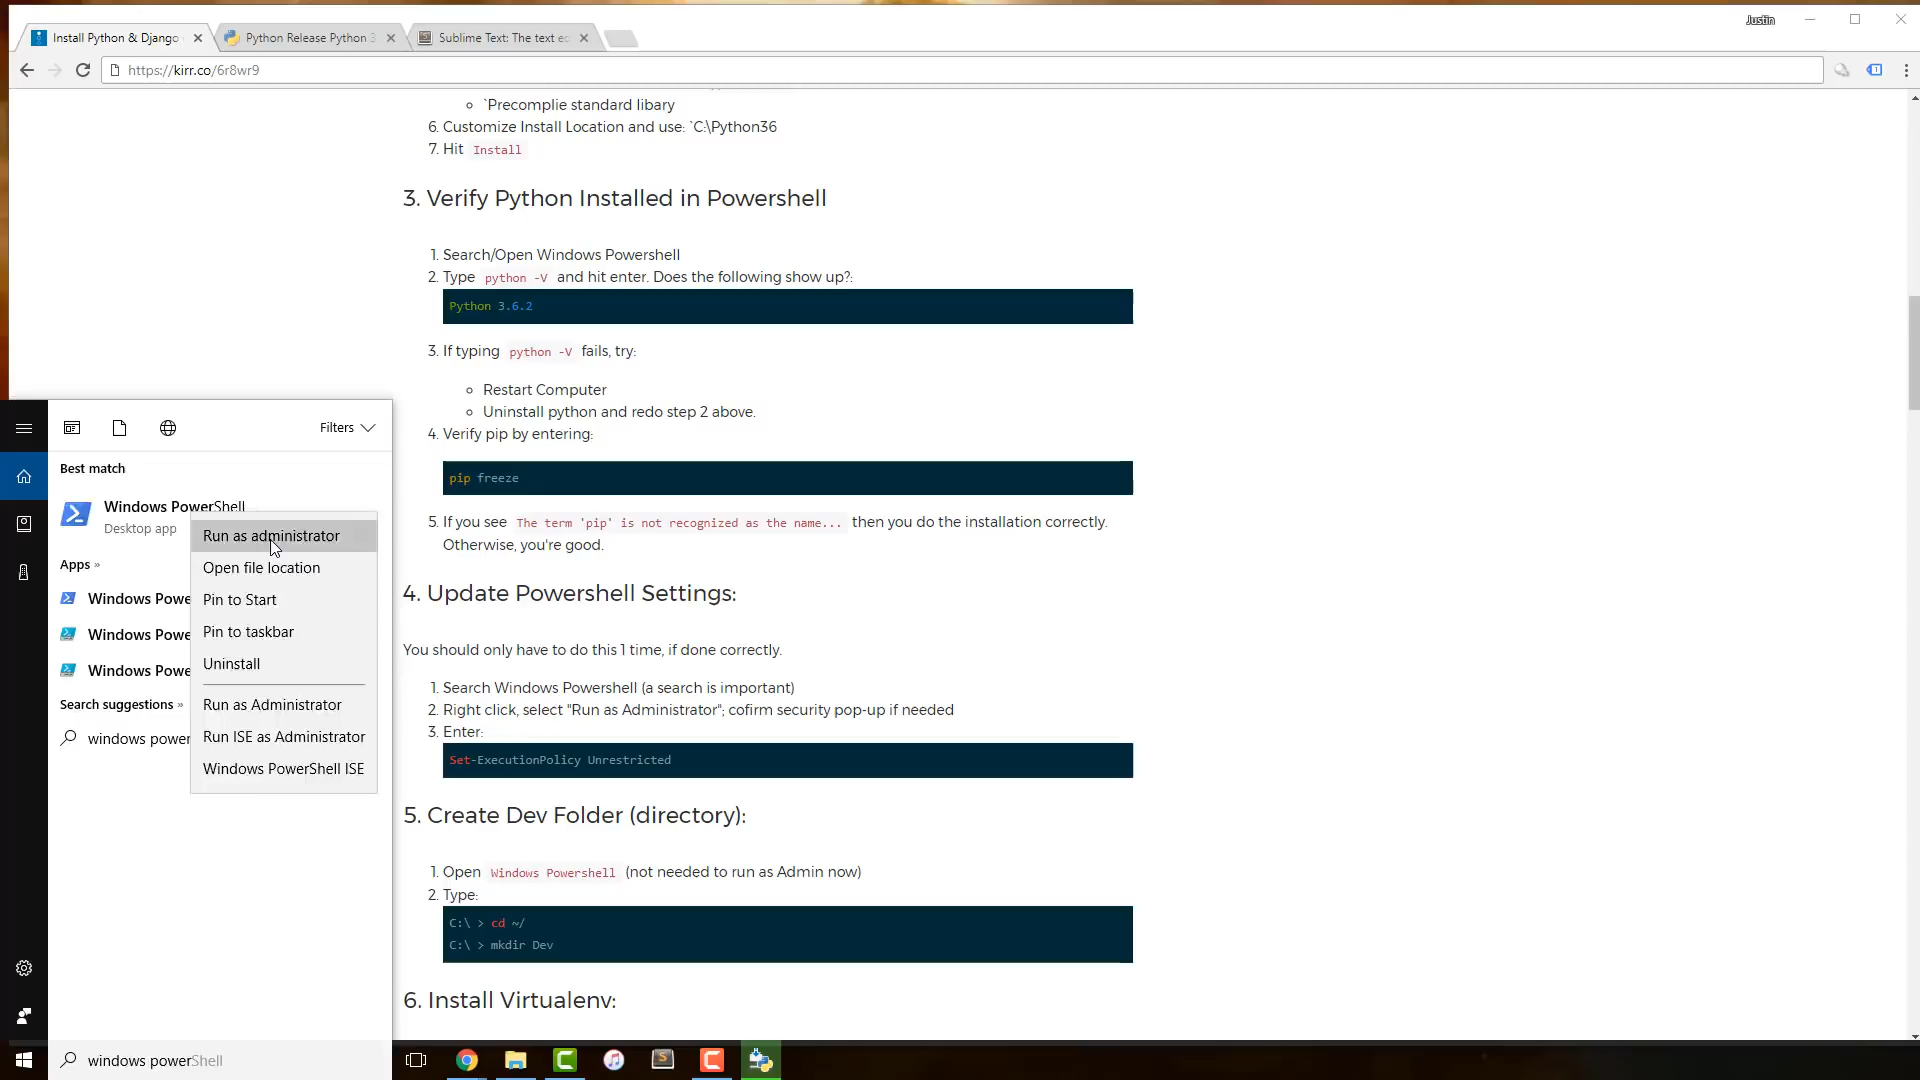 Justin
Install Python & Django
Python Release Python 3
Sublime Text: The text ed
https://kirr.co/6r8wr9
`Precomplie standard libary
6. Customize Install Location and use: `C:\Python36
7. Hit Install
3. Verify Python Installed in Powershell
1. Search/Open Windows Powershell
2. Type python -V and hit enter. Does the following show up?:
Python 3.6.2
3. If typing python -V fails, try:
Restart Computer
Uninstall python and redo step 2 above.
4. Verify pip by entering:
pip freeze
5. If you see The term 'pip' is not recognized as the name... then you do the installation correctly.
Otherwise, you're good.
4. Update Powershell Settings:
You should only have to do this 1 time, if done correctly.
1. Search Windows Powershell (a search is important)
2. Right click, select "Run as Administrator"; cofirm security pop-up if needed
3. Enter:
Set-ExecutionPolicy Unrestricted
5. Create Dev Folder (directory):
1. Open Windows Powershell (not needed to run as Admin now)
2. Type:
C:\ > cd ~/
C:\ > mkdir Dev
6. Install Virtualenv:
Filters
Best match
Windows PowerShell
Desktop app
Apps »
Windows Powe
Windows Powe
Windows Powe
Search suggestions »
windows power
Run as administrator
Open file location
Pin to Start
Pin to taskbar
Uninstall
Run as Administrator
Run ISE as Administrator
Windows PowerShell ISE
windows powerShell